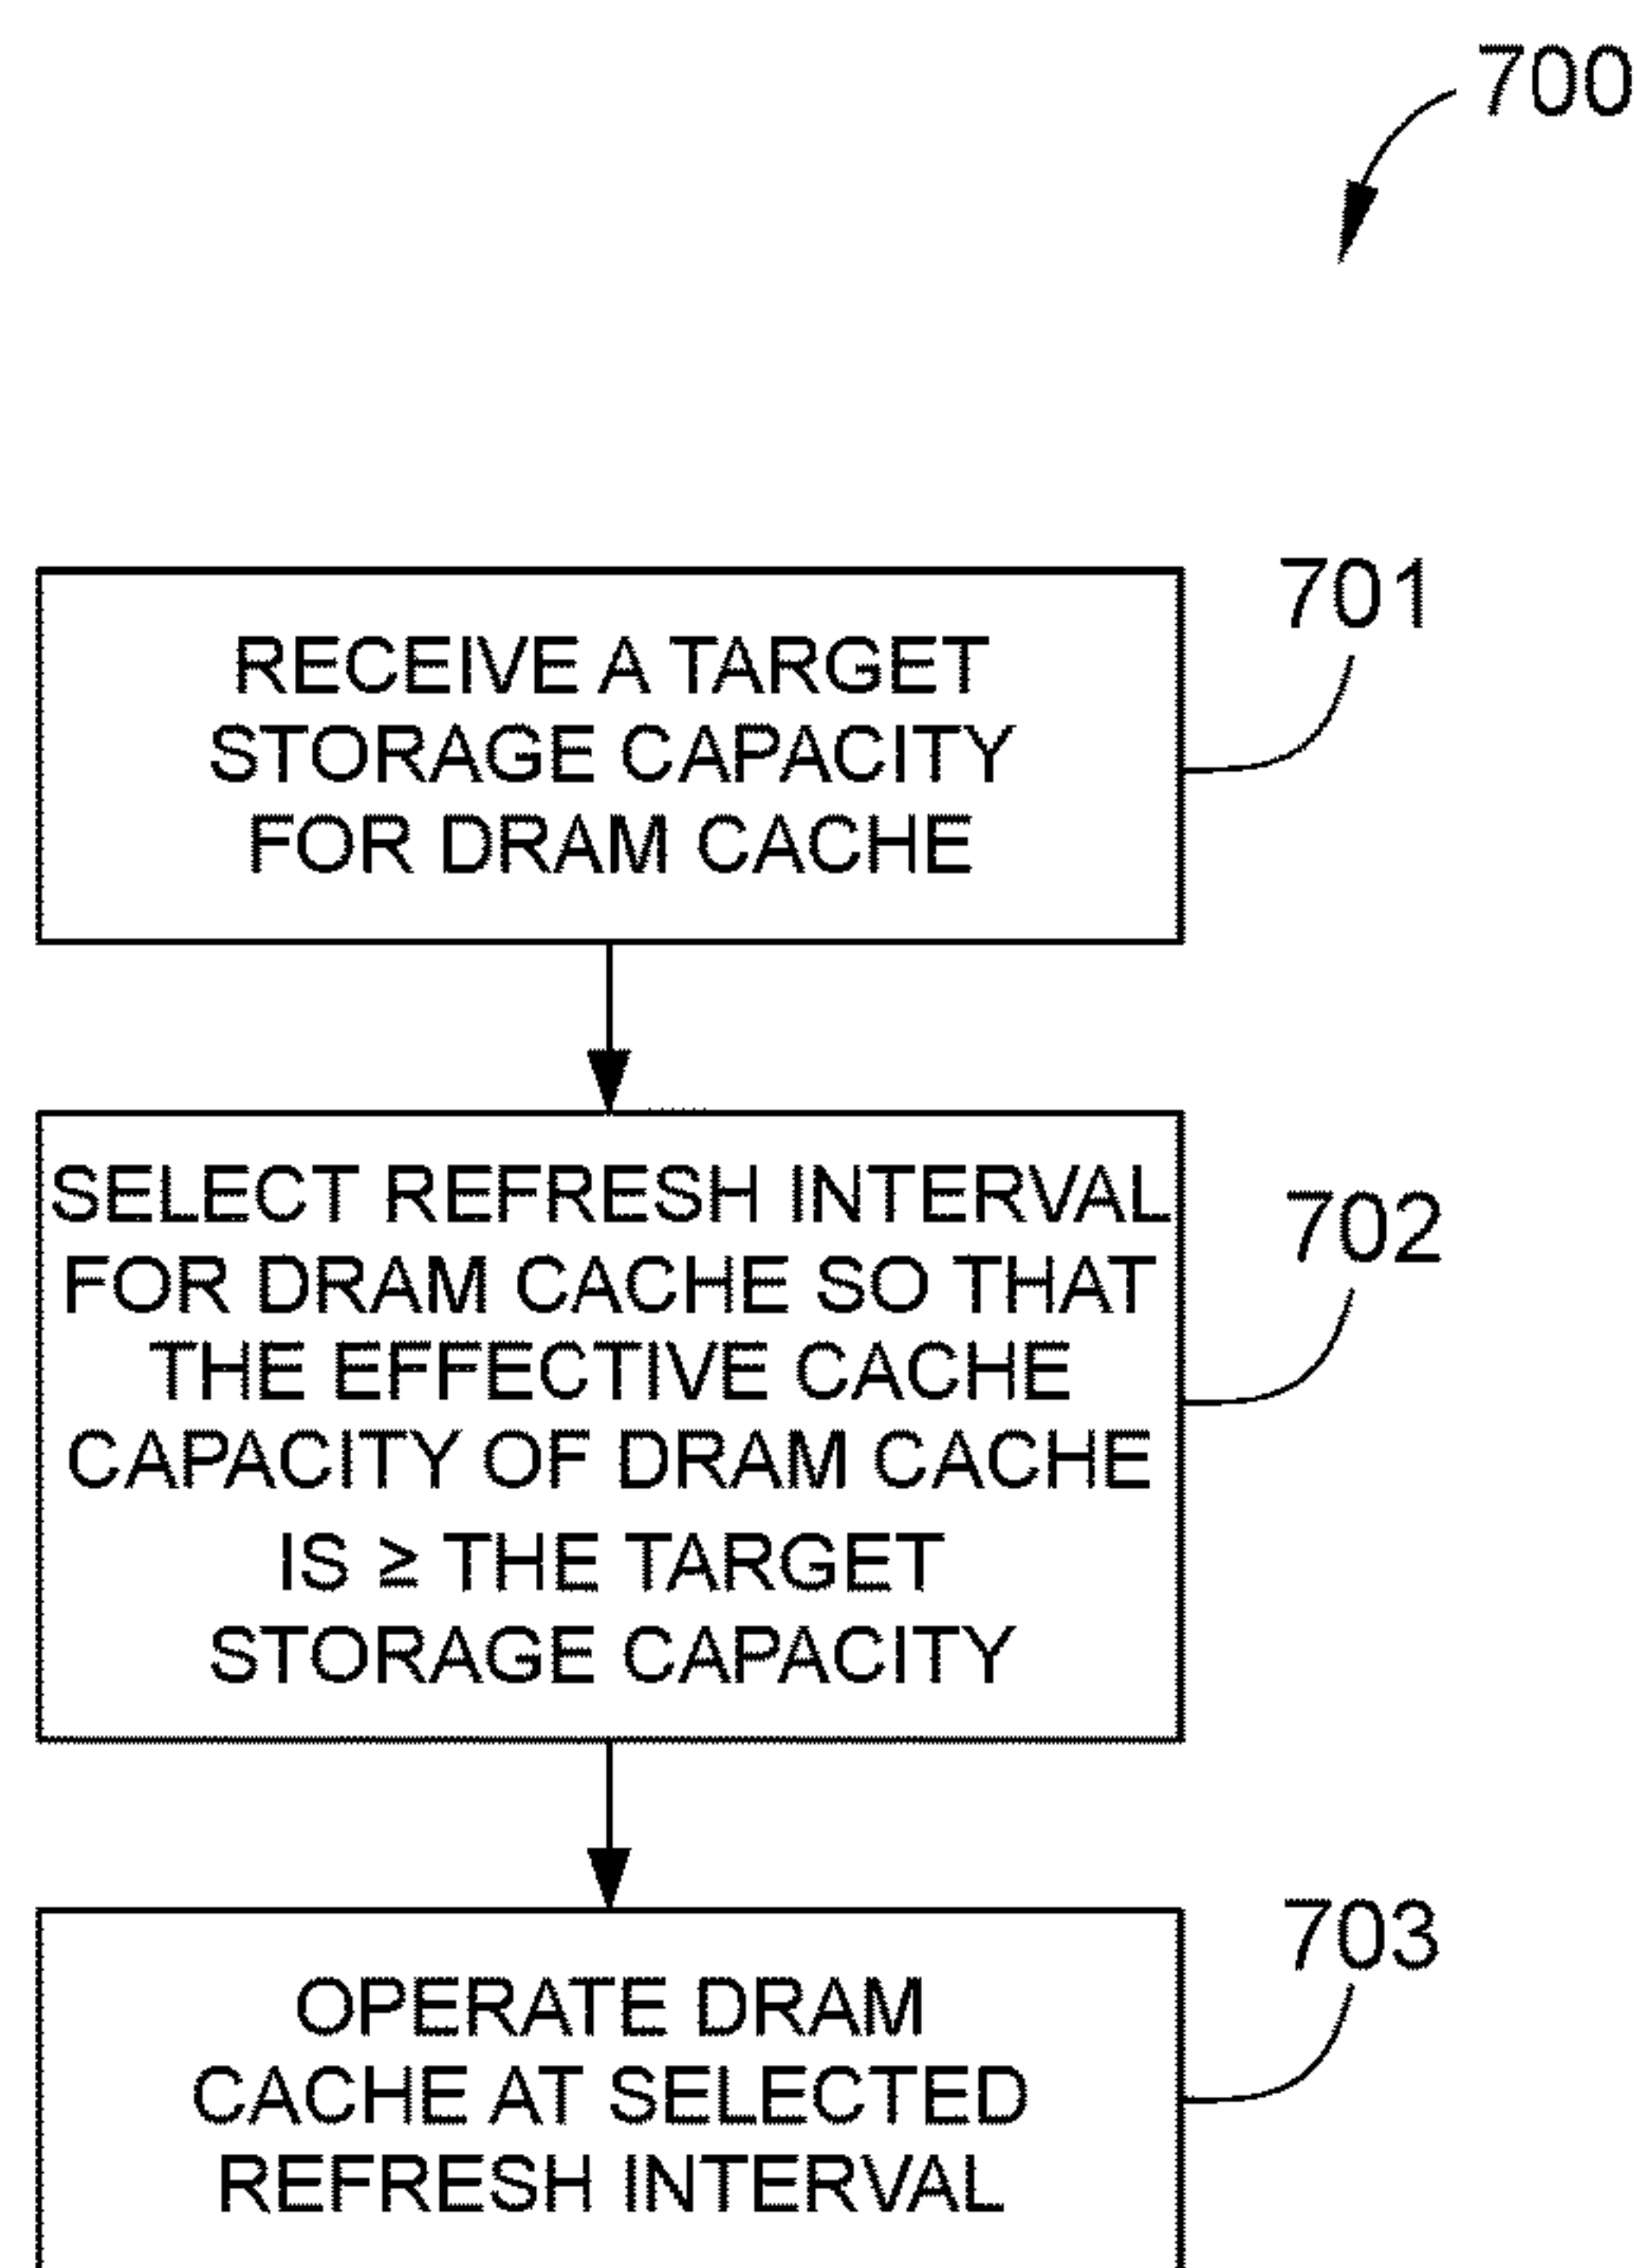 700
701
RECEIVE A TARGET
STORAGE CAPACITY
FOR DRAM CACHE
702
SELECT REFRESH INTERVAL
FOR DRAM CACHE SO THAT
THE EFFECTIVE CACHE
CAPACITY OF DRAM CACHE
IS ≥ THE TARGET
STORAGE CAPACITY
703
OPERATE DRAM
CACHE AT SELECTED
REFRESH INTERVAL